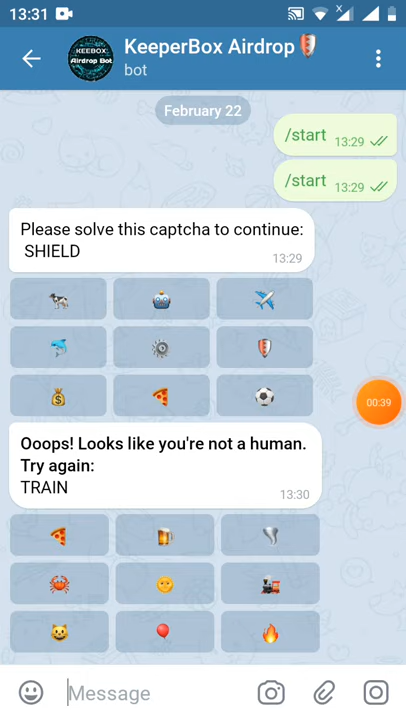 13:31
KeeperBox Airdrop
bot
KEEBOX
Airdrop Bot
February 22
/start 13:29
/start 13:29
Please solve this captcha to continue:
SHIELD
13:29
00:39
Ooops! Looks like you're not a human.
Try again:
TRAIN
13:30
Message